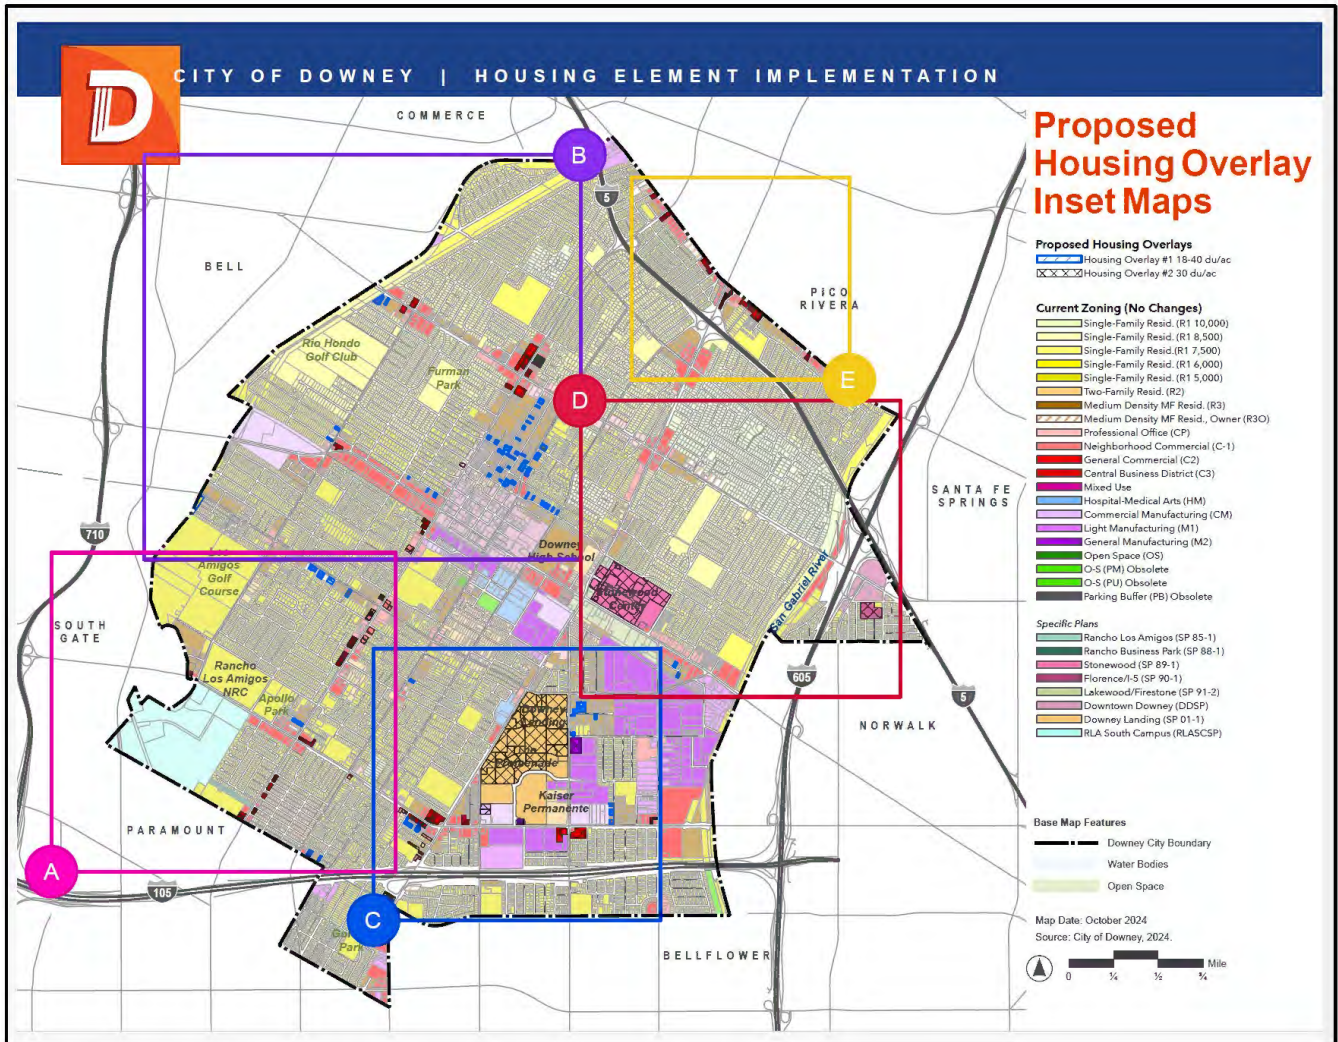 D
CITY OF DOWNEY | HOUSING ELEMENT IMPLEMENTATION
Proposed
Housing Overlay
Inset Maps
Proposed Housing Overlays
Housing Overlay #1 18-40 du/ac
Housing Overlay #2 30 du/ac
Current Zoning (No Changes)
Single-Family Resid. (R1 10,000)
Single-Family Resid. (R1 8,500)
Single-Family Resid.(R1 7,500)
Single-Family Resid. (R1 6,000)
Single-Family Resid. (R1 5,000)
Two-Family Resid. (R2)
Medium Density MF Resid. (R3)
Medium Density MF Resid., Owner (R3O)
Professional Office (CP)
Neighborhood Commercial (C-1)
General Commercial (C2)
Central Business District (C3)
Mixed Use
Hospital-Medical Arts (HM)
Commercial Manufacturing (CM)
Light Manufacturing (M1)
General Manufacturing (M2)
Open Space (OS)
O-S (PM) Obsolete
O-S (PU) Obsolete
Parking Buffer (PB) Obsolete
Specific Plans
Rancho Los Amigos (SP 85-1)
Rancho Business Park (SP 88-1)
Stonewood (SP 89-1)
Florence/I-5 (SP 90-1)
Lakewood/Firestone (SP 91-2)
Downtown Downey (DDSP)
Downey Landing (SP 01-1)
RLA South Campus (RLASCSP)
Base Map Features
Downey City Boundary
Water Bodies
Open Space
Map Date: October 2024
Source: City of Downey, 2024.
0 ¼ ½ ¾ Mile
COMMERCE
B
5
BELL
PICO
RIVERA
Rio Hondo
Golf Club
Furman
Park
E
D
SANTA FE
SPRINGS
710
Downey
High School
Los
Amigos
Golf
Course
Stonewood
Center
San Gabriel River
SOUTH
GATE
Rancho
Los Amigos
NRC
Apollo
Park
605
5
NORWALK
Downey
Landing
The
Promenade
Kaiser
Permanente
PARAMOUNT
A
105
C
Park
BELLFLOWER